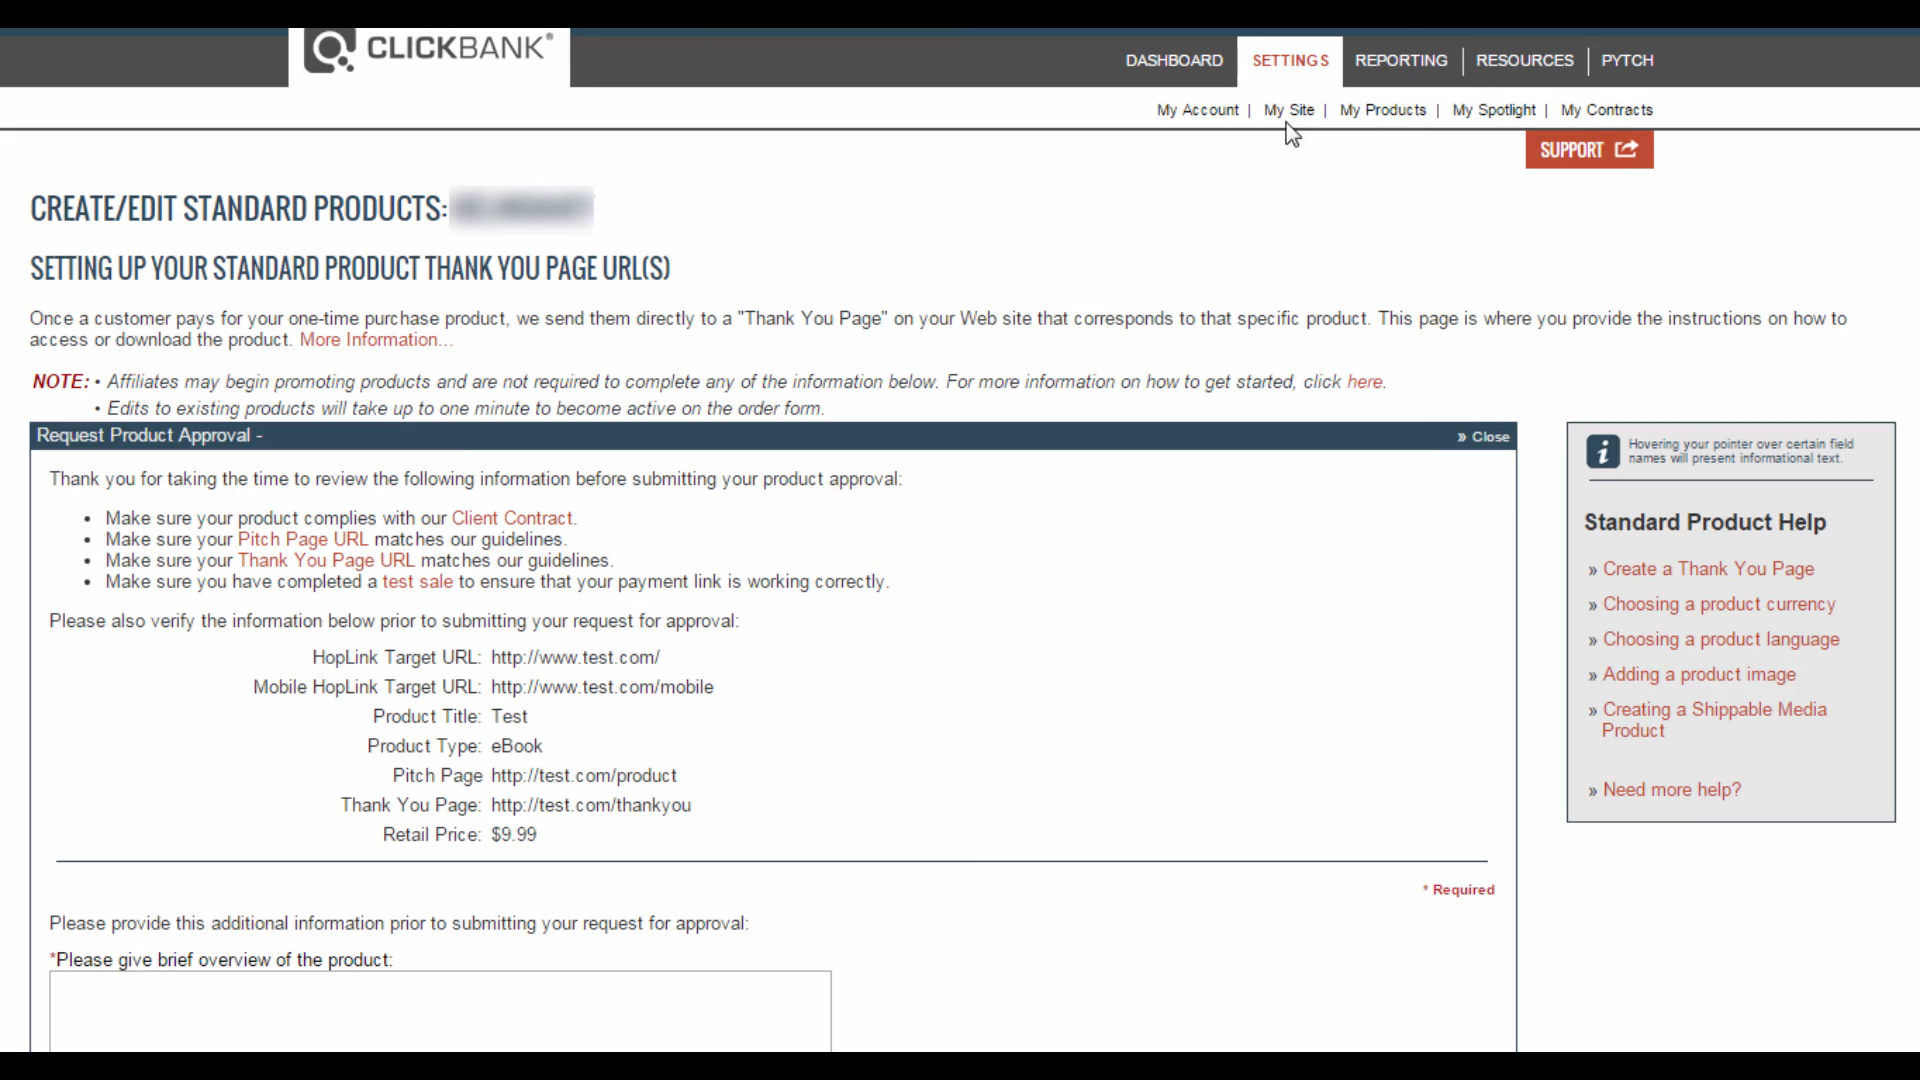 CLICKBANK®
DASHBOARD SETTINGS REPORTING RESOURCES PYTCH
My Account | My Site | My Products | My Spotlight | My Contracts
SUPPORT
CREATE/EDIT STANDARD PRODUCTS:
SETTING UP YOUR STANDARD PRODUCT THANK YOU PAGE URL(S)
Once a customer pays for your one-time purchase product, we send them directly to a "Thank You Page" on your Web site that corresponds to that specific product. This page is where you provide the instructions on how to
access or download the product. More Information...
NOTE: • Affiliates may begin promoting products and are not required to complete any of the information below. For more information on how to get started, click here.
• Edits to existing products will take up to one minute to become active on the order form.
Request Product Approval -
» Close
Thank you for taking the time to review the following information before submitting your product approval:
• Make sure your product complies with our Client Contract.
• Make sure your Pitch Page URL matches our guidelines.
• Make sure your Thank You Page URL matches our guidelines.
• Make sure you have completed a test sale to ensure that your payment link is working correctly.
Please also verify the information below prior to submitting your request for approval:
HopLink Target URL: http://www.test.com/
Mobile HopLink Target URL: http://www.test.com/mobile
Product Title: Test
Product Type: eBook
Pitch Page http://test.com/product
Thank You Page: http://test.com/thankyou
Retail Price: $9.99
* Required
Please provide this additional information prior to submitting your request for approval:
*Please give brief overview of the product:
Hovering your pointer over certain field
names will present informational text.
Standard Product Help
» Create a Thank You Page
» Choosing a product currency
» Choosing a product language
» Adding a product image
» Creating a Shippable Media
Product
» Need more help?